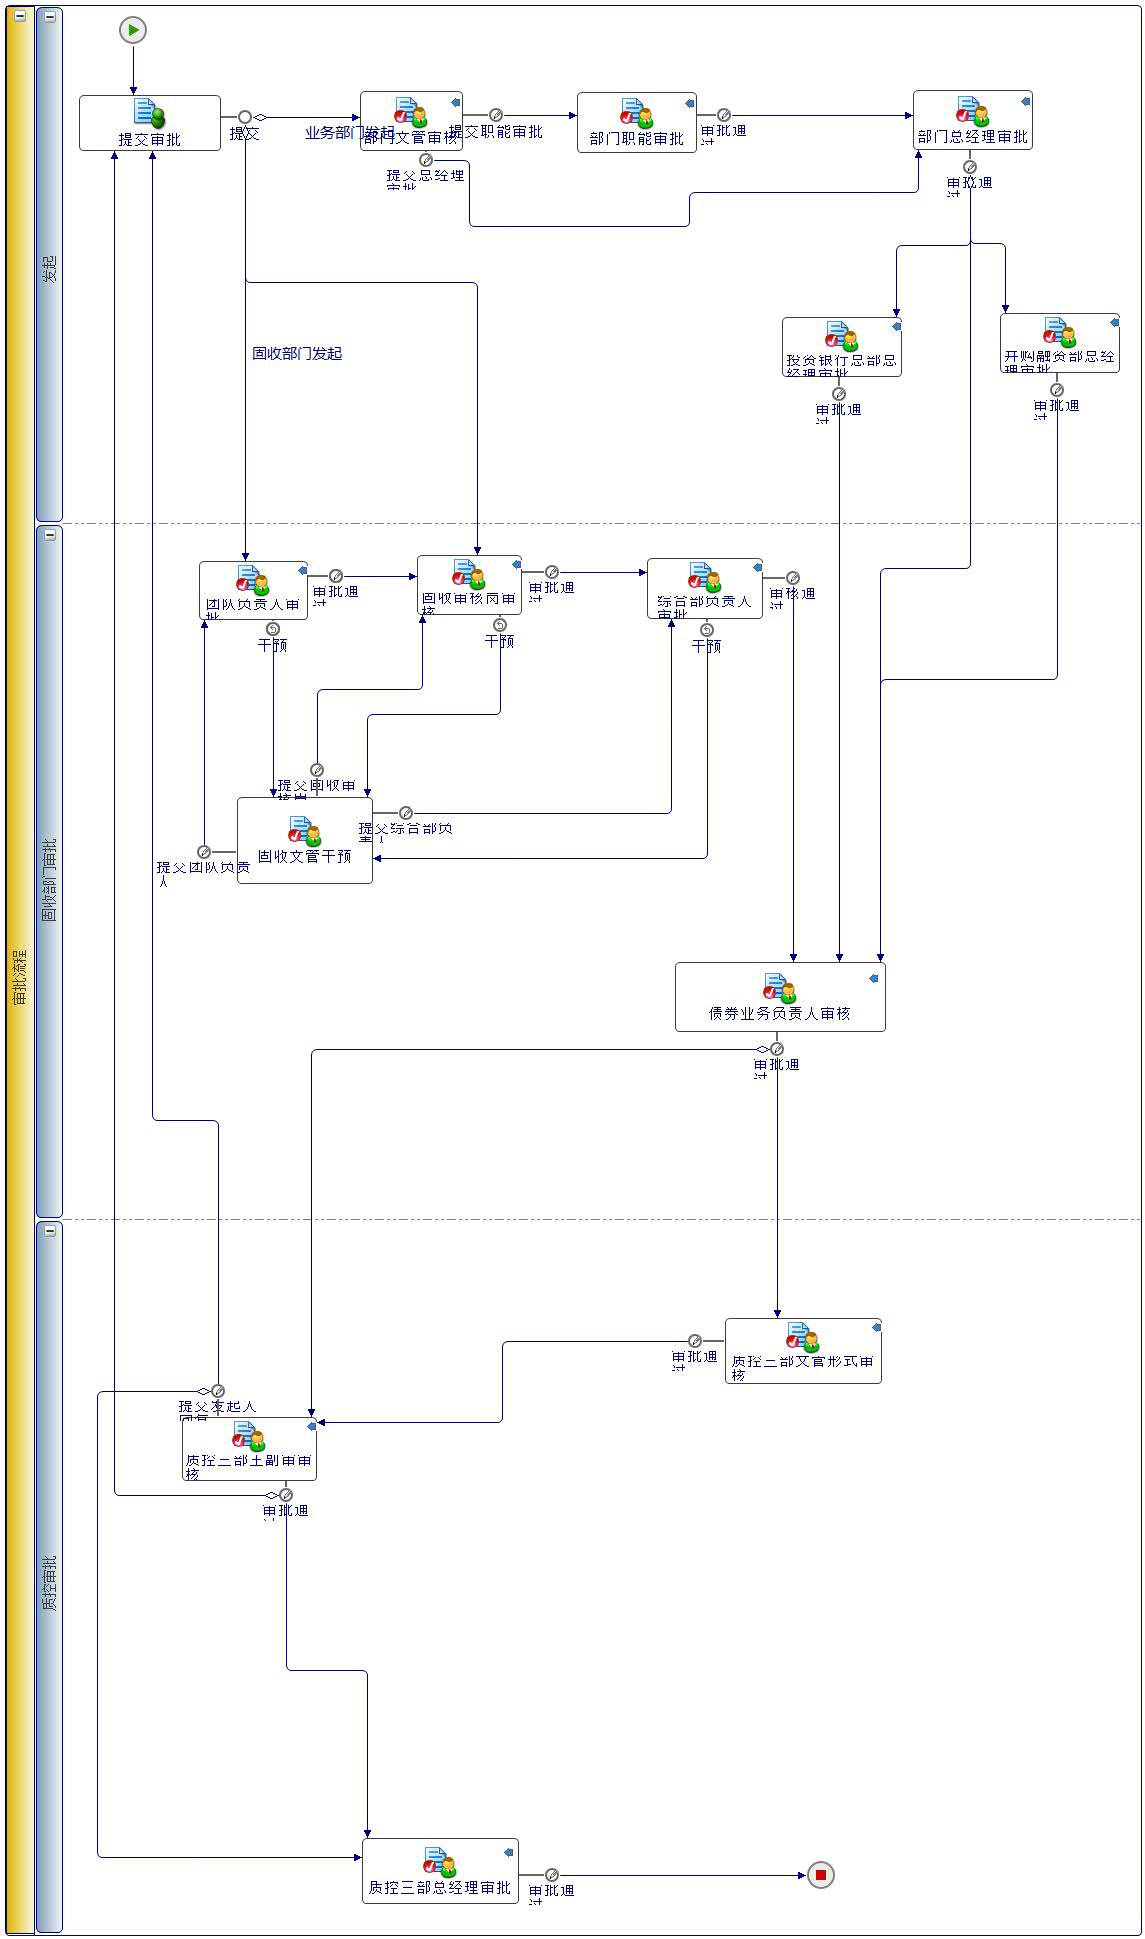 审批流程
发起
提交审批
提交
业务部门发起
部门文管审核
提交职能审批
部门职能审批
审批通
过
部门总经理审批
提交总经理
审批
审批通
过
固收部门发起
投资银行总部总
经理审批
并购融资部总经
理审批
审批通
过
审批通
过
固收部门审批
团队负责人审
批
审批通
过
固收审核岗审
核
审批通
过
综合部负责人
审批
审核通
过
干预
干预
干预
提交固收审
核岗
提交综合部负
责人
固收文管干预
提交团队负责
人
债券业务负责人审核
审批通
过
质控审批
质控三部文管形式审
核
审批通
过
提交发起人
回复
质控三部主副审审
核
审批通
过
质控三部总经理审批
审批通
过